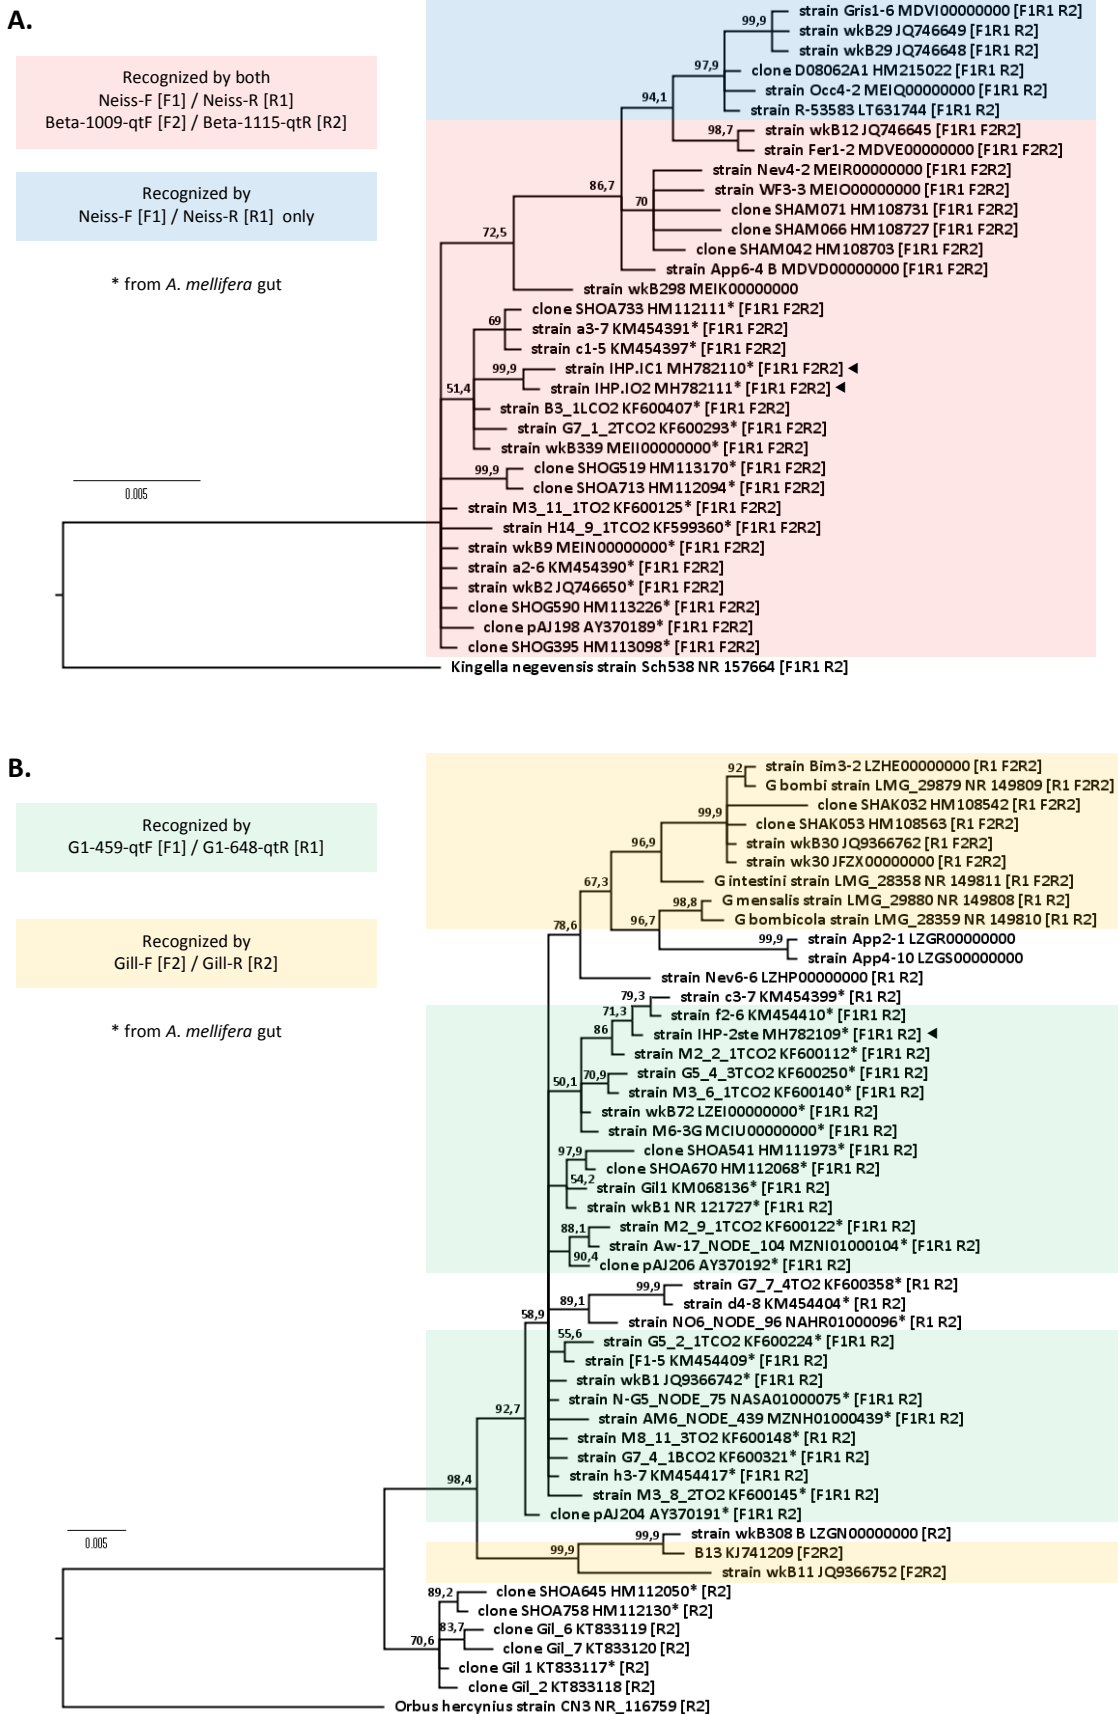 A.
Recognized by both
Neiss-F [F1] / Neiss-R [R1]
Beta-1009-qtF [F2] / Beta-1115-qtR [R2]
Recognized by
Neiss-F [F1] / Neiss-R [R1] only
* from A. mellifera gut
0.005
99,9
97,9
94,1
98,7
86,7
70
72,5
69
99,9
51,4
99,9
strain Gris1-6 MDVI00000000 [F1R1 R2]
strain wkB29 JQ746649 [F1R1 R2]
strain wkB29 JQ746648 [F1R1 R2]
clone D08062A1 HM215022 [F1R1 R2]
strain Occ4-2 MEIQ00000000 [F1R1 R2]
strain R-53583 LT631744 [F1R1 R2]
strain wkB12 JQ746645 [F1R1 F2R2]
strain Fer1-2 MDVE00000000 [F1R1 F2R2]
strain Nev4-2 MEIR00000000 [F1R1 F2R2]
strain WF3-3 MEIO00000000 [F1R1 F2R2]
clone SHAM071 HM108731 [F1R1 F2R2]
clone SHAM066 HM108727 [F1R1 F2R2]
clone SHAM042 HM108703 [F1R1 F2R2]
strain App6-4 B MDVD00000000 [F1R1 F2R2]
strain wkB298 MEIK00000000
clone SHOA733 HM112111* [F1R1 F2R2]
strain a3-7 KM454391* [F1R1 F2R2]
strain c1-5 KM454397* [F1R1 F2R2]
strain IHP.IC1 MH782110* [F1R1 F2R2] ◄
strain IHP.IO2 MH782111* [F1R1 F2R2] ◄
strain B3_1LCO2 KF600407* [F1R1 F2R2]
strain G7_1_2TCO2 KF600293* [F1R1 F2R2]
strain wkB339 MEII00000000* [F1R1 F2R2]
clone SHOG519 HM113170* [F1R1 F2R2]
clone SHOA713 HM112094* [F1R1 F2R2]
strain M3_11_1TO2 KF600125* [F1R1 F2R2]
strain H14_9_1TCO2 KF599360* [F1R1 F2R2]
strain wkB9 MEIN00000000* [F1R1 F2R2]
strain a2-6 KM454390* [F1R1 F2R2]
strain wkB2 JQ746650* [F1R1 F2R2]
clone SHOG590 HM113226* [F1R1 F2R2]
clone pAJ198 AY370189* [F1R1 F2R2]
clone SHOG395 HM113098* [F1R1 F2R2]
Kingella negevensis strain Sch538 NR 157664 [F1R1 R2]
B.
Recognized by
G1-459-qtF [F1] / G1-648-qtR [R1]
Recognized by
Gill-F [F2] / Gill-R [R2]
* from A. mellifera gut
0.005
92
99,9
96,9
67,3
98,8
96,7
99,9
78,6
79,3
71,3
86
70,9
50,1
97,9
54,2
88,1
90,4
99,9
89,1
58,9
55,6
92,7
98,4
99,9
99,9
89,2
83,7
70,6
strain Bim3-2 LZHE00000000 [R1 F2R2]
G bombi strain LMG_29879 NR 149809 [R1 F2R2]
clone SHAK032 HM108542 [R1 F2R2]
clone SHAK053 HM108563 [R1 F2R2]
strain wkB30 JQ9366762 [R1 F2R2]
strain wk30 JFZX00000000 [R1 F2R2]
G intestini strain LMG_28358 NR 149811 [R1 F2R2]
G mensalis strain LMG_29880 NR 149808 [R1 R2]
G bombicola strain LMG_28359 NR 149810 [R1 R2]
strain App2-1 LZGR00000000
strain App4-10 LZGS00000000
strain Nev6-6 LZHP00000000 [R1 R2]
strain c3-7 KM454399* [R1 R2]
strain f2-6 KM454410* [F1R1 R2]
strain IHP-2ste MH782109* [F1R1 R2] ◄
strain M2_2_1TCO2 KF600112* [F1R1 R2]
strain G5_4_3TCO2 KF600250* [F1R1 R2]
strain M3_6_1TCO2 KF600140* [F1R1 R2]
strain wkB72 LZEI00000000* [F1R1 R2]
strain M6-3G MCIU00000000* [F1R1 R2]
clone SHOA541 HM111973* [F1R1 R2]
clone SHOA670 HM112068* [F1R1 R2]
strain Gil1 KM068136* [F1R1 R2]
strain wkB1 NR 121727* [F1R1 R2]
strain M2_9_1TCO2 KF600122* [F1R1 R2]
strain Aw-17_NODE_104 MZNI01000104* [F1R1 R2]
clone pAJ206 AY370192* [F1R1 R2]
strain G7_7_4TO2 KF600358* [R1 R2]
strain d4-8 KM454404* [R1 R2]
strain NO6_NODE_96 NAHR01000096* [R1 R2]
strain G5_2_1TCO2 KF600224* [F1R1 R2]
strain [F1-5 KM454409* [F1R1 R2]
strain wkB1 JQ9366742* [F1R1 R2]
strain N-G5_NODE_75 NASA01000075* [F1R1 R2]
strain AM6_NODE_439 MZNH01000439* [F1R1 R2]
strain M8_11_3TO2 KF600148* [R1 R2]
strain G7_4_1BCO2 KF600321* [F1R1 R2]
strain h3-7 KM454417* [F1R1 R2]
strain M3_8_2TO2 KF600145* [F1R1 R2]
clone pAJ204 AY370191* [F1R1 R2]
strain wkB308 B LZGN00000000 [R2]
B13 KJ741209 [F2R2]
strain wkB11 JQ9366752 [F2R2]
clone SHOA645 HM112050* [R2]
clone SHOA758 HM112130* [R2]
clone Gil_6 KT833119 [R2]
clone Gil_7 KT833120 [R2]
clone Gil 1 KT833117* [R2]
clone Gil_2 KT833118 [R2]
Orbus hercynius strain CN3 NR_116759 [R2]